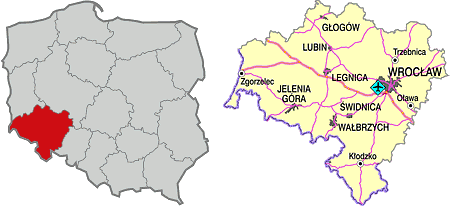 GŁOGÓW
LUBIN
Trzebnica
Zgorzelec
LEGNICA
WROCŁAW
JELENIA
GÓRA
Oława
ŚWIDNICA
WAŁBRZYCH
Kłodzko